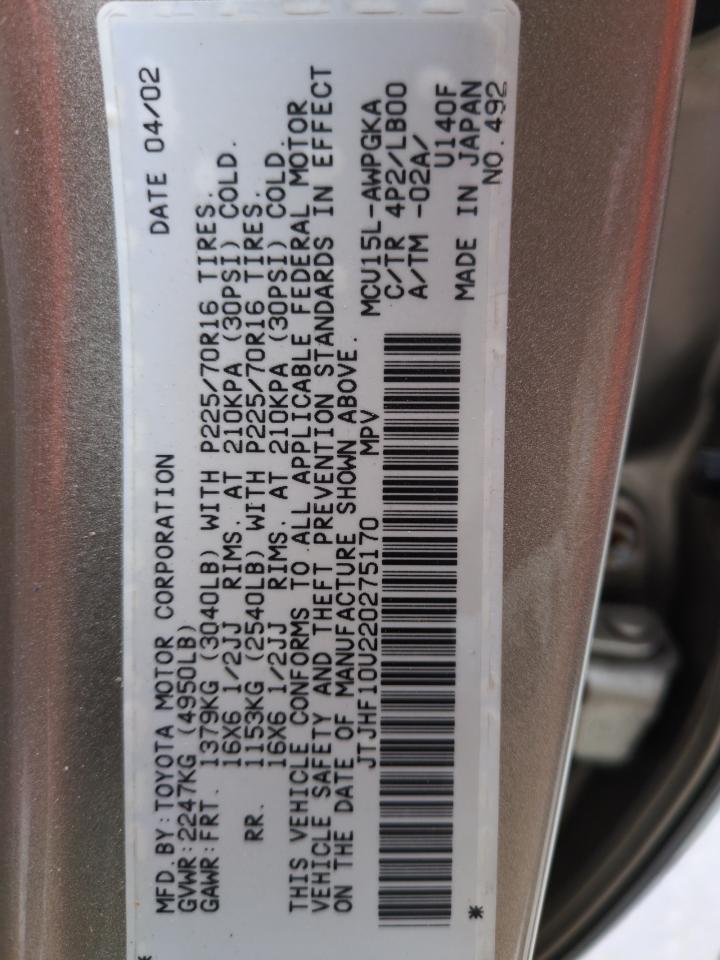 MFD.BY:TOYOTA MOTOR CORPORATION DATE 04/02
GVWR:2247KG (4950LB)
GAWR:FRT. 1379KG (3040LB) WITH P225/70R16 TIRES.
16X6 1/2JJ RIMS. AT 210KPA (30PSI) COLD.
RR. 1153KG (2540LB) WITH P225/70R16 TIRES.
16X6 1/2JJ RIMS. AT 210KPA (30PSI) COLD.
THIS VEHICLE CONFORMS TO ALL APPLICABLE FEDERAL MOTOR
VEHICLE SAFETY AND THEFT PREVENTION STANDARDS IN EFFECT
ON THE DATE OF MANUFACTURE SHOWN ABOVE.
JTJHF10U220275170 MPV
MCU15L-AWPGKA
C/TR 4P2/LB00
A/TM -02A/
U140F
MADE IN JAPAN
NO.492